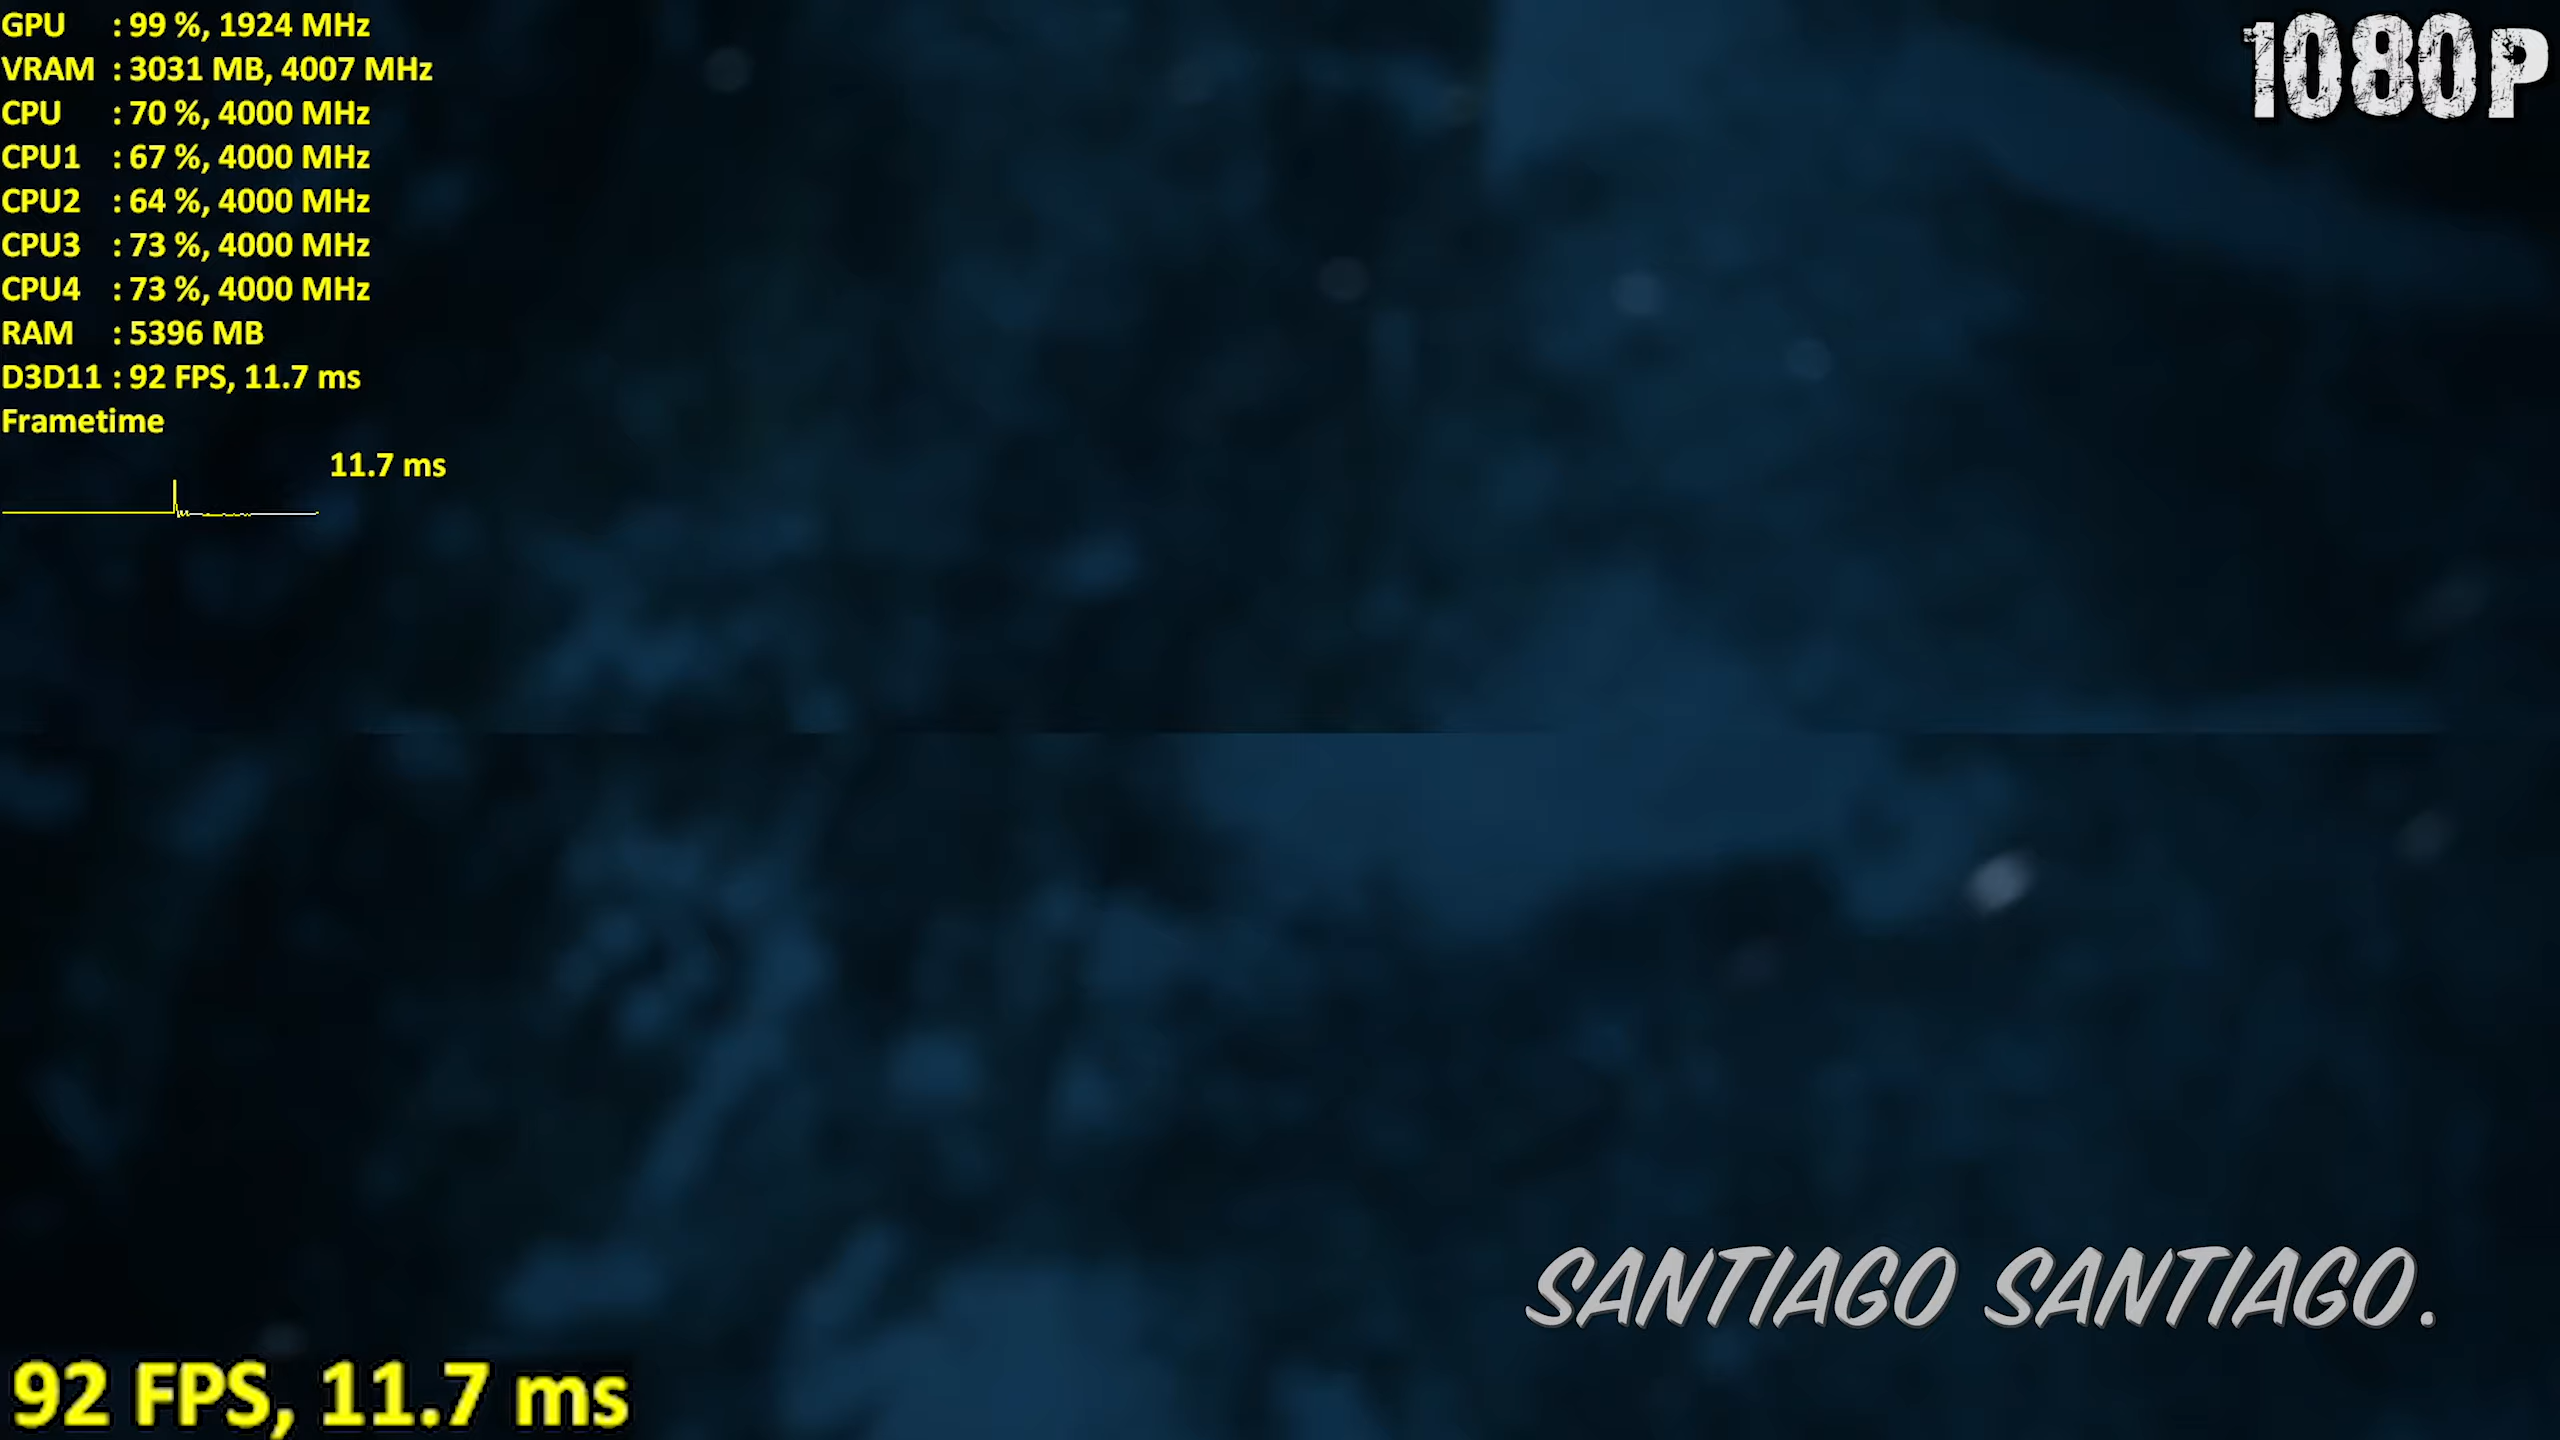 GPU : 99 %, 1924 MHz
VRAM : 3031 MB, 4007 MHz
CPU : 70 %, 4000 MHz
CPU1 : 67 %, 4000 MHz
CPU2 : 64 %, 4000 MHz
CPU3 : 73 %, 4000 MHz
CPU4 : 73 %, 4000 MHz
RAM : 5396 MB
D3D11 : 92 FPS, 11.7 ms
Frametime
11.7 ms
1080P
SANTIAGO SANTIAGO.
92 FPS, 11.7 ms